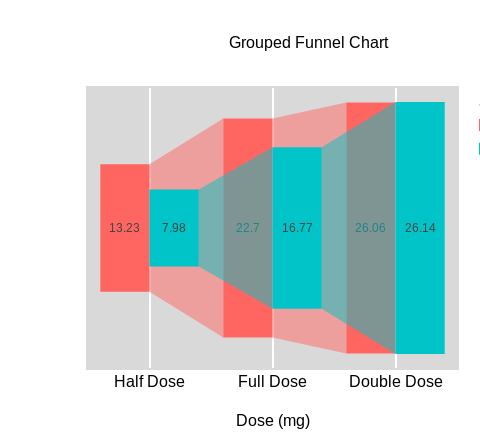 Grouped Funnel Chart
13.23 7.98 22.7 16.77 26.06 26.14
Half Dose Full Dose Double Dose
Dose (mg)